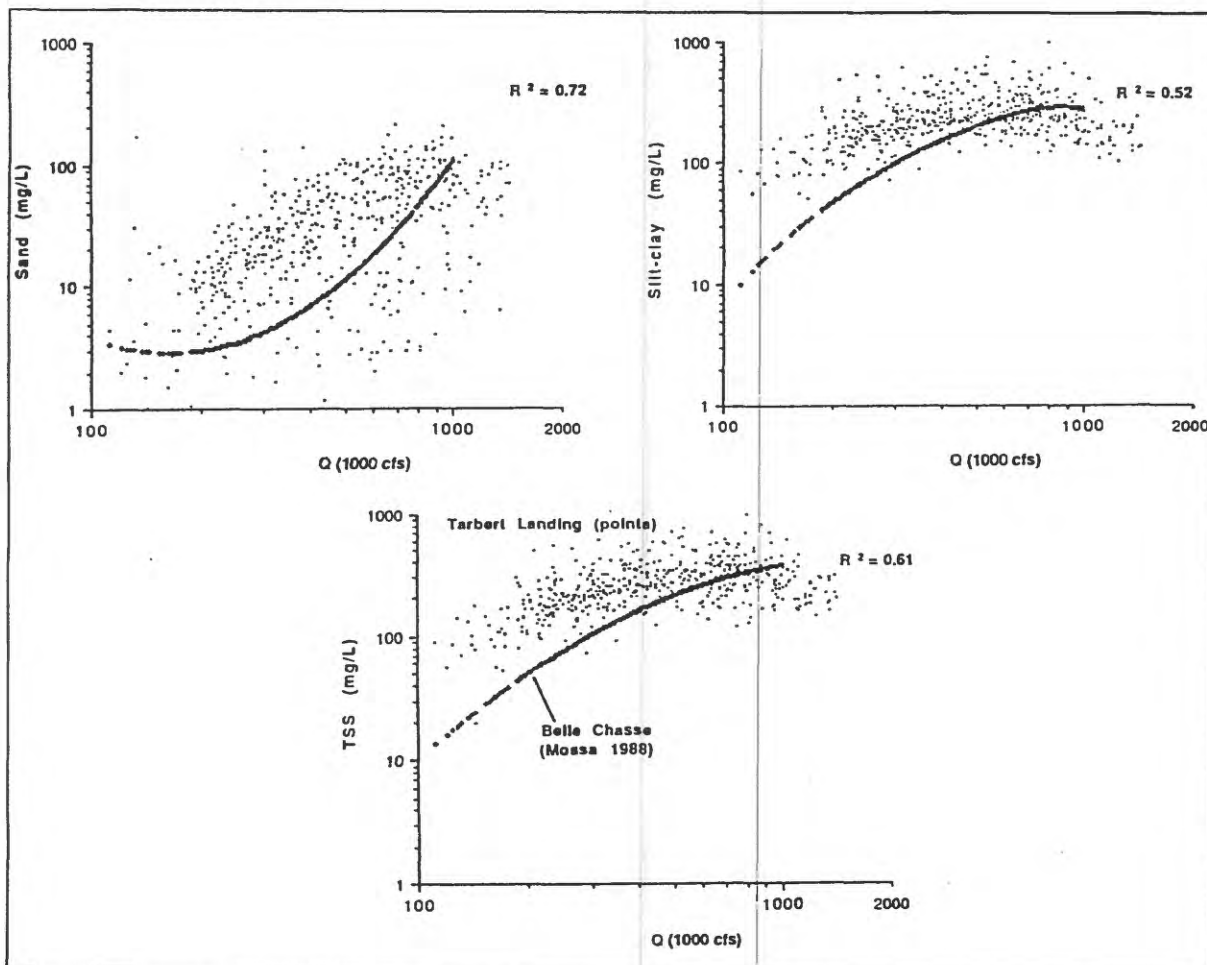 1000
100
10
1
Sand (mg/L)
R² = 0.72
100
1000
2000
Q (1000 cfs)
1000
100
10
1
Silt-clay (mg/L)
R² = 0.52
100
1000
2000
Q (1000 cfs)
1000
100
10
1
TSS (mg/L)
Tarbert Landing (points)
R² = 0.61
Belle Chasse
(Mossa 1988)
100
1000
2000
Q (1000 cfs)